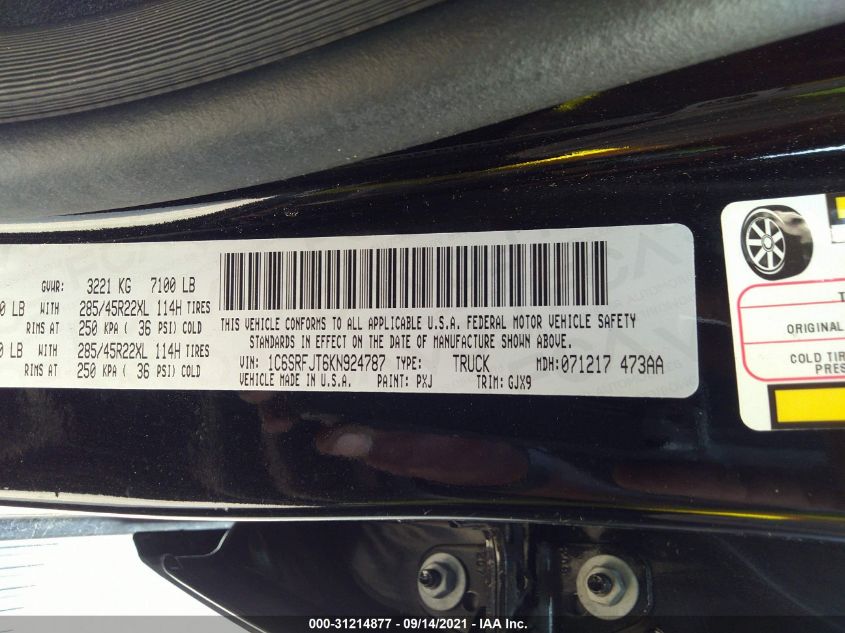 GVWR: 3221 KG 7100 LB
0 LB WITH 285/45R22XL 114H TIRES
RIMS AT 250 KPA ( 36 PSI) COLD
0 LB WITH 285/45R22XL 114H TIRES
RIMS AT 250 KPA ( 36 PSI) COLD
THIS VEHICLE CONFORMS TO ALL APPLICABLE U.S.A. FEDERAL MOTOR VEHICLE SAFETY
STANDARDS IN EFFECT ON THE DATE OF MANUFACTURE SHOWN ABOVE.
VIN: 1C6SRFJT6KN924787 TYPE: TRUCK MDH: 071217 473AA
VEHICLE MADE IN U.S.A. PAINT: PXJ TRIM: GJX9
T
ORIGINAL
COLD TIR
PRES
000-31214877 - 09/14/2021 - IAA Inc.